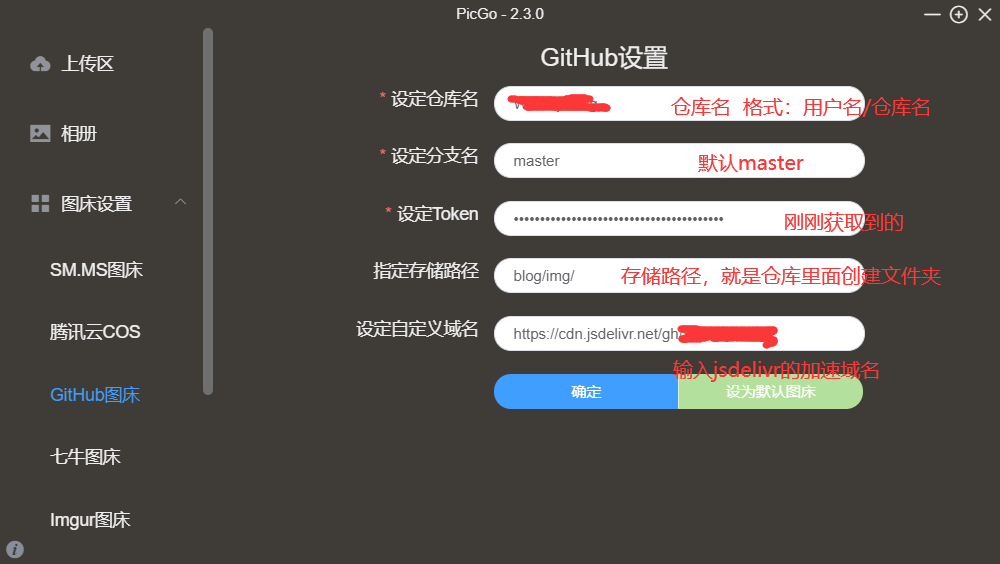 PicGo - 2.3.0
上传区
相册
图床设置
SM.MS图床
腾讯云COS
GitHub图床
七牛图床
Imgur图床
GitHub设置
* 设定仓库名
仓库名 格式：用户名/仓库名
* 设定分支名 master 默认master
* 设定Token •••••••••••••••••••••••••••••••••••••••• 刚刚获取到的
指定存储路径 blog/img/ 存储路径，就是仓库里面创建文件夹
设定自定义域名 https://cdn.jsdelivr.net/gh
输入jsdelivr的加速域名
确定 设为默认图床